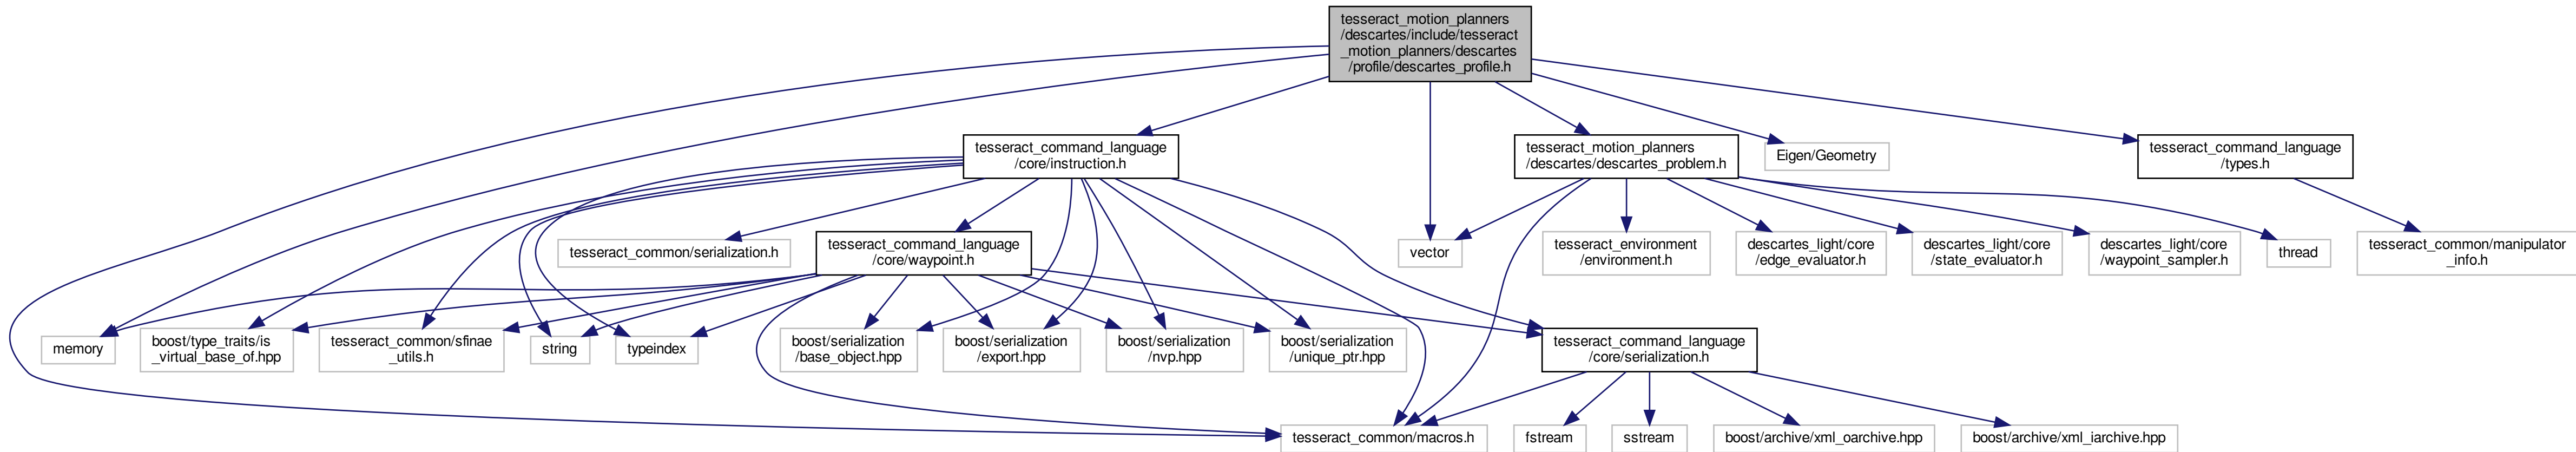 tesseract_motion_planners
/descartes/include/tesseract
_motion_planners/descartes
/profile/descartes_profile.h
tesseract_command_language
/core/instruction.h
tesseract_motion_planners
/descartes/descartes_problem.h
Eigen/Geometry
tesseract_command_language
/types.h
tesseract_common/serialization.h
tesseract_command_language
/core/waypoint.h
vector
tesseract_environment
/environment.h
descartes_light/core
/edge_evaluator.h
descartes_light/core
/state_evaluator.h
descartes_light/core
/waypoint_sampler.h
thread
tesseract_common/manipulator
_info.h
memory
boost/type_traits/is
_virtual_base_of.hpp
tesseract_common/sfinae
_utils.h
string
typeindex
boost/serialization
/base_object.hpp
boost/serialization
/export.hpp
boost/serialization
/nvp.hpp
boost/serialization
/unique_ptr.hpp
tesseract_command_language
/core/serialization.h
tesseract_common/macros.h
fstream
sstream
boost/archive/xml_oarchive.hpp
boost/archive/xml_iarchive.hpp